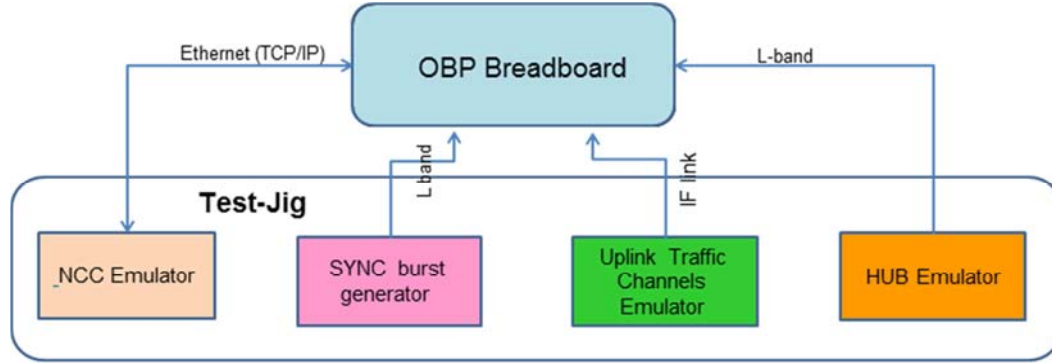 Ethernet (TCP/IP)
OBP Breadboard
L-band
L band
IF link
Test-Jig
NCC Emulator
SYNC burst
generator
Uplink Traffic
Channels
Emulator
HUB Emulator